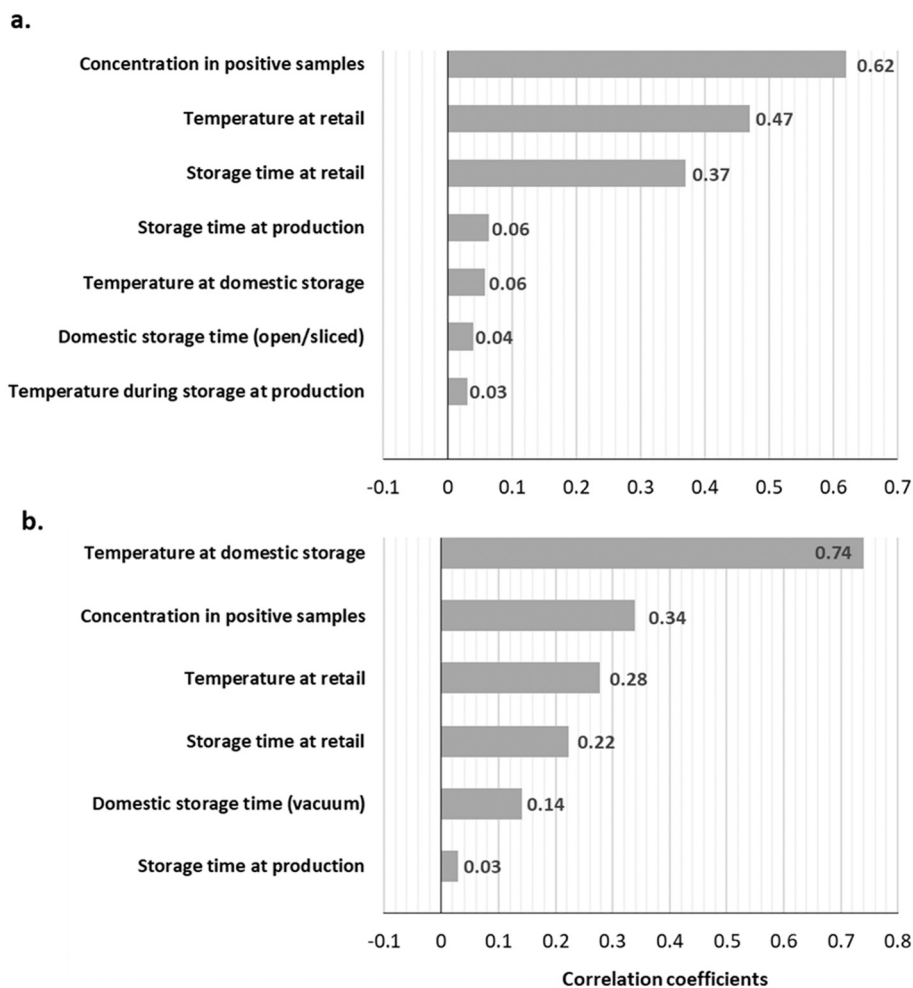 a.
Concentration in positive samples 0.62
Temperature at retail 0.47
Storage time at retail 0.37
Storage time at production 0.06
Temperature at domestic storage 0.06
Domestic storage time (open/sliced) 0.04
Temperature during storage at production 0.03
-0.1 0 0.1 0.2 0.3 0.4 0.5 0.6 0.7
b.
Temperature at domestic storage 0.74
Concentration in positive samples 0.34
Temperature at retail 0.28
Storage time at retail 0.22
Domestic storage time (vacuum) 0.14
Storage time at production 0.03
-0.1 0 0.1 0.2 0.3 0.4 0.5 0.6 0.7 0.8
Correlation coefficients